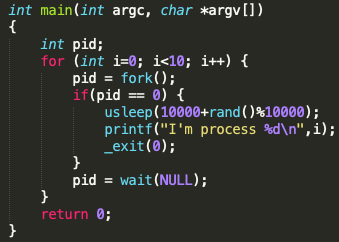 int main(int argc, char *argv[])
{
    int pid;
    for (int i=0; i<10; i++) {
        pid = fork();
        if(pid == 0) {
            usleep(10000+rand()%10000);
            printf("I'm process %d\n",i);
            _exit(0);
        }
        pid = wait(NULL);
    }
    return 0;
}